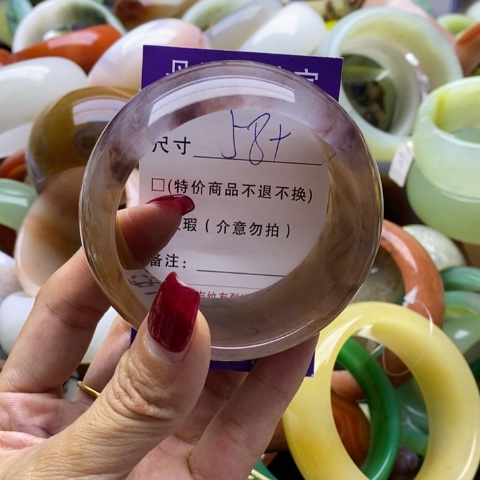 尺寸 58+
□(特价商品不退不换)
瑕(介意勿拍)
备注: